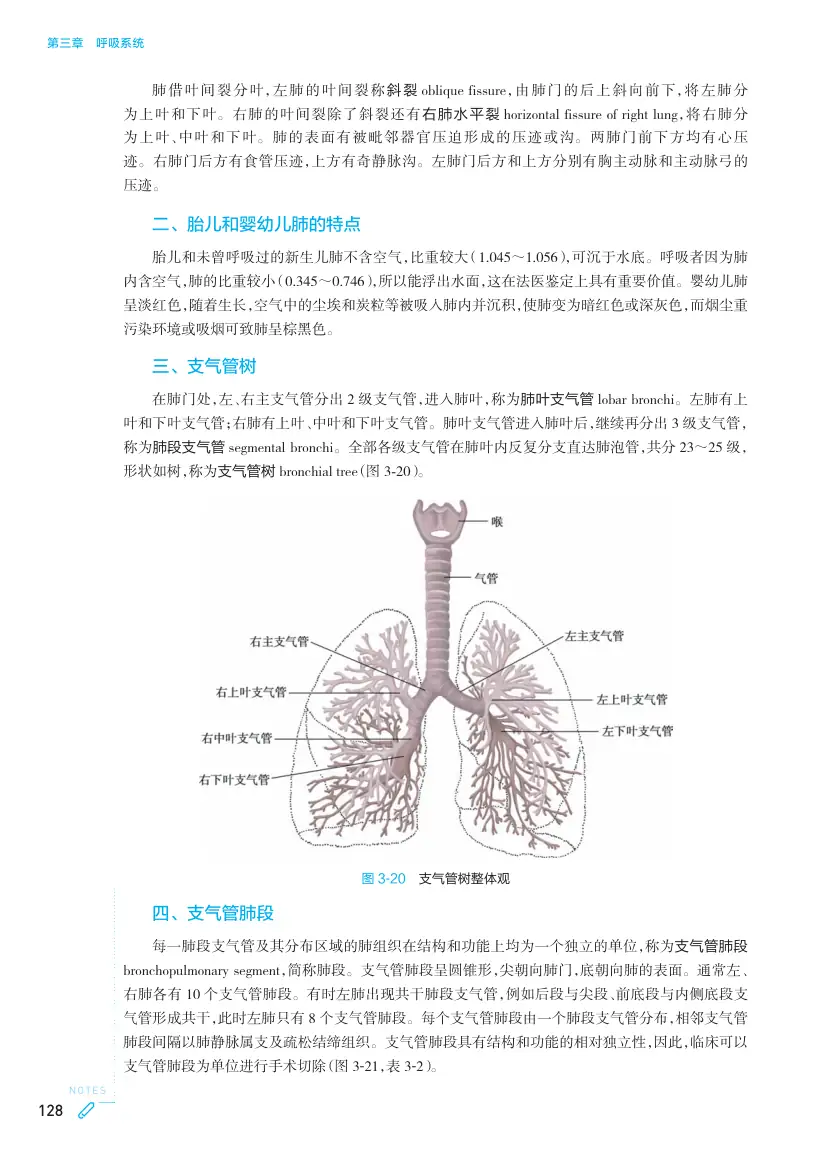 第三章　呼吸系统
肺借叶间裂分叶，左肺的叶间裂称斜裂 oblique fissure，由肺门的后上斜向前下，将左肺分
为上叶和下叶。右肺的叶间裂除了斜裂还有右肺水平裂 horizontal fissure of right lung，将右肺分
为上叶、中叶和下叶。肺的表面有被毗邻器官压迫形成的压迹或沟。两肺门前下方均有心压
迹。右肺门后方有食管压迹，上方有奇静脉沟。左肺门后方和上方分别有胸主动脉和主动脉弓的
压迹。
二、胎儿和婴幼儿肺的特点
胎儿和未曾呼吸过的新生儿肺不含空气，比重较大（1.045～1.056），可沉于水底。呼吸者因为肺
内含空气，肺的比重较小（0.345～0.746），所以能浮出水面，这在法医鉴定上具有重要价值。婴幼儿肺
呈淡红色，随着生长，空气中的尘埃和炭粒等被吸入肺内并沉积，使肺变为暗红色或深灰色，而烟尘重
污染环境或吸烟可致肺呈棕黑色。
三、支气管树
在肺门处，左、右主支气管分出 2 级支气管，进入肺叶，称为肺叶支气管 lobar bronchi。左肺有上
叶和下叶支气管；右肺有上叶、中叶和下叶支气管。肺叶支气管进入肺叶后，继续再分出 3 级支气管，
称为肺段支气管 segmental bronchi。全部各级支气管在肺叶内反复分支直达肺泡管，共分 23～25 级，
形状如树，称为支气管树 bronchial tree（图 3-20）。
喉
气管
右主支气管
左主支气管
右上叶支气管
左上叶支气管
右中叶支气管
左下叶支气管
右下叶支气管
图 3-20　支气管树整体观
四、支气管肺段
每一肺段支气管及其分布区域的肺组织在结构和功能上均为一个独立的单位，称为支气管肺段
bronchopulmonary segment，简称肺段。支气管肺段呈圆锥形，尖朝向肺门，底朝向肺的表面。通常左、
右肺各有 10 个支气管肺段。有时左肺出现共干肺段支气管，例如后段与尖段、前底段与内侧底段支
气管形成共干，此时左肺只有 8 个支气管肺段。每个支气管肺段由一个肺段支气管分布，相邻支气管
肺段间隔以肺静脉属支及疏松结缔组织。支气管肺段具有结构和功能的相对独立性，因此，临床可以
支气管肺段为单位进行手术切除（图 3-21，表 3-2）。
NOTES
128